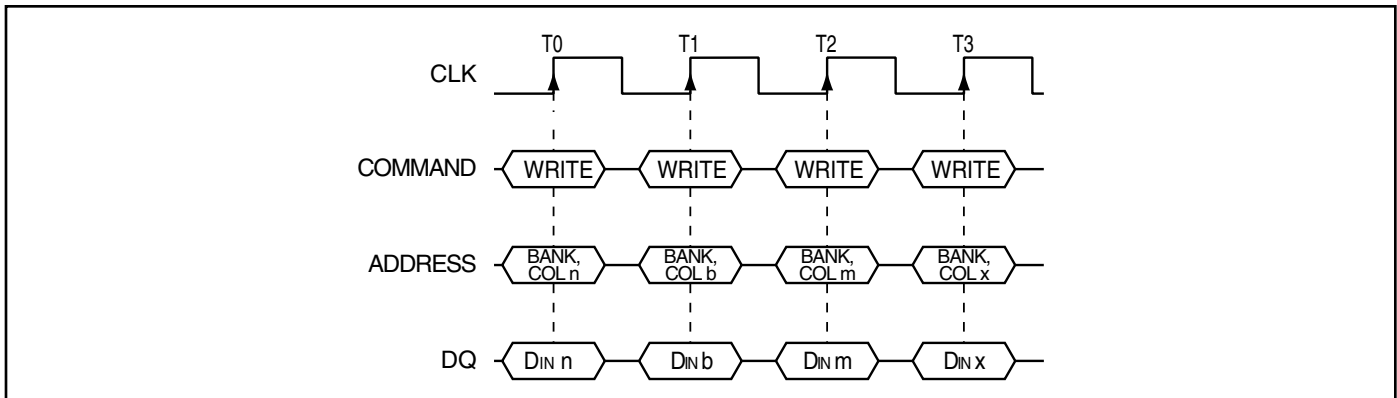 T0 T1 T2 T3
CLK
COMMAND WRITE WRITE WRITE WRITE
ADDRESS BANK, COL n BANK, COL b BANK, COL m BANK, COL x
DQ DIN n DIN b DIN m DIN x